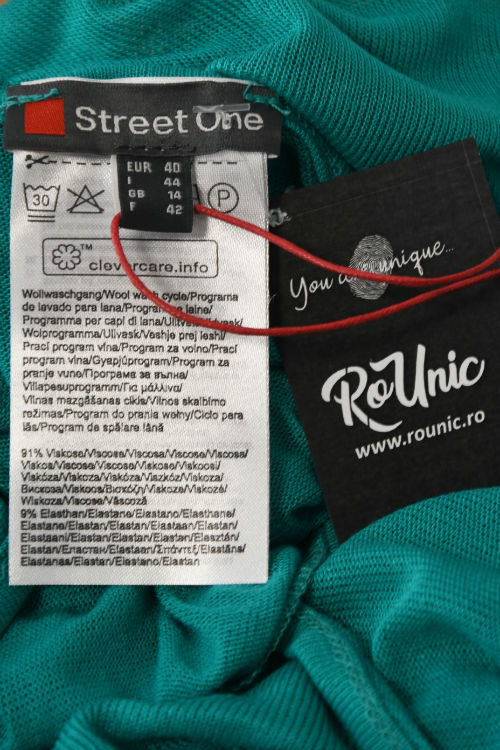 Street One
EUR 40
I 44
GB 14
F 42
30
P
™
clevercare.info
Wollwaschgang/Wool wash cycle/Programa
de lavado para lana/Programme laine/
Programma per capi di lana/Uldvask/
Wolprogramma/Ullvask/Veshje prej leshi/
Prací program vlna/Program za volno/Prací
program vlna/Gyapjúprogram/Program za
pranje vune/Програма за вълна/
Villapesuprogramm/Για μάλλινα/
Vilnas mazgāšanas cikls/Vilnos skalbimo
režimas/Program do prania wełny/Ciclo para
lãs/Program de spălare lână
91% Viskose/Viscose/Viscosa/Viscose/Viscosa/
Viskos/Viscose/Viscose/Viskose/Viskoosi/
Viskóza/Viskoza/Viskóza/Viszkóz/Viskoza/
Вискоза/Viskoos/Βισκόζη/Viskoze/Viskozė/
Wiskoza/Viscose/Vâscoză
9% Elasthan/Elastane/Elastano/Elasthane/
Elastane/Elastan/Elastan/Elastaan/Elastan/
Elastaani/Elastan/Elastan/Elastan/Elesztán/
Elastan/Еластан/Elastaan/Σπάντεξ/Elastāns/
Elastanas/Elastan/Elastano/Elastan
You are unique...
RoUnic
www.rounic.ro